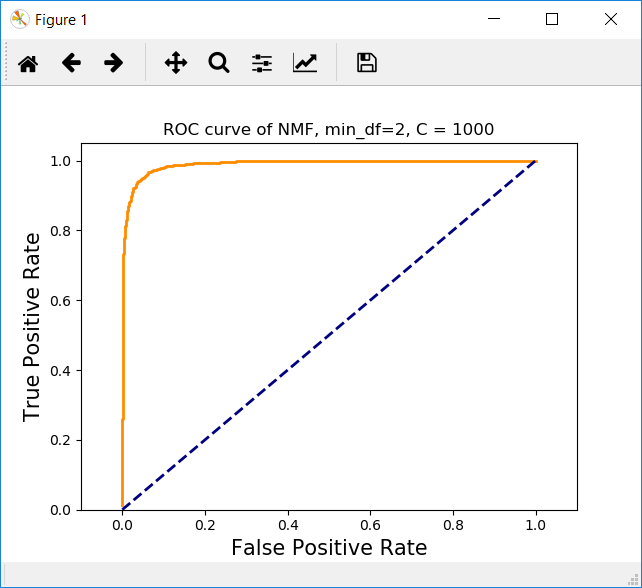 Figure 1
ROC curve of NMF, min_df=2, C = 1000
1.0
0.8
0.6
0.4
0.2
0.0
True Positive Rate
0.0 0.2 0.4 0.6 0.8 1.0
False Positive Rate